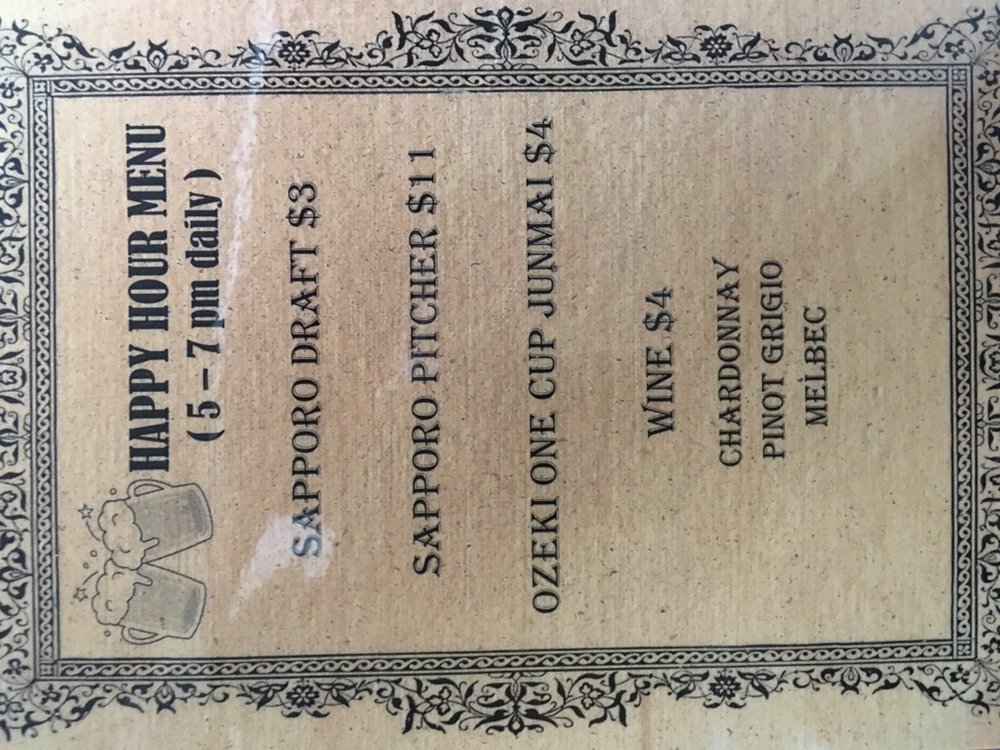 HAPPY HOUR MENU
( 5 – 7 pm daily )
SAPPORO DRAFT $3
SAPPORO PITCHER $11
OZEKI ONE CUP JUNMAI $4
WINE $4
CHARDONNAY
PINOT GRIGIO
MELBEC